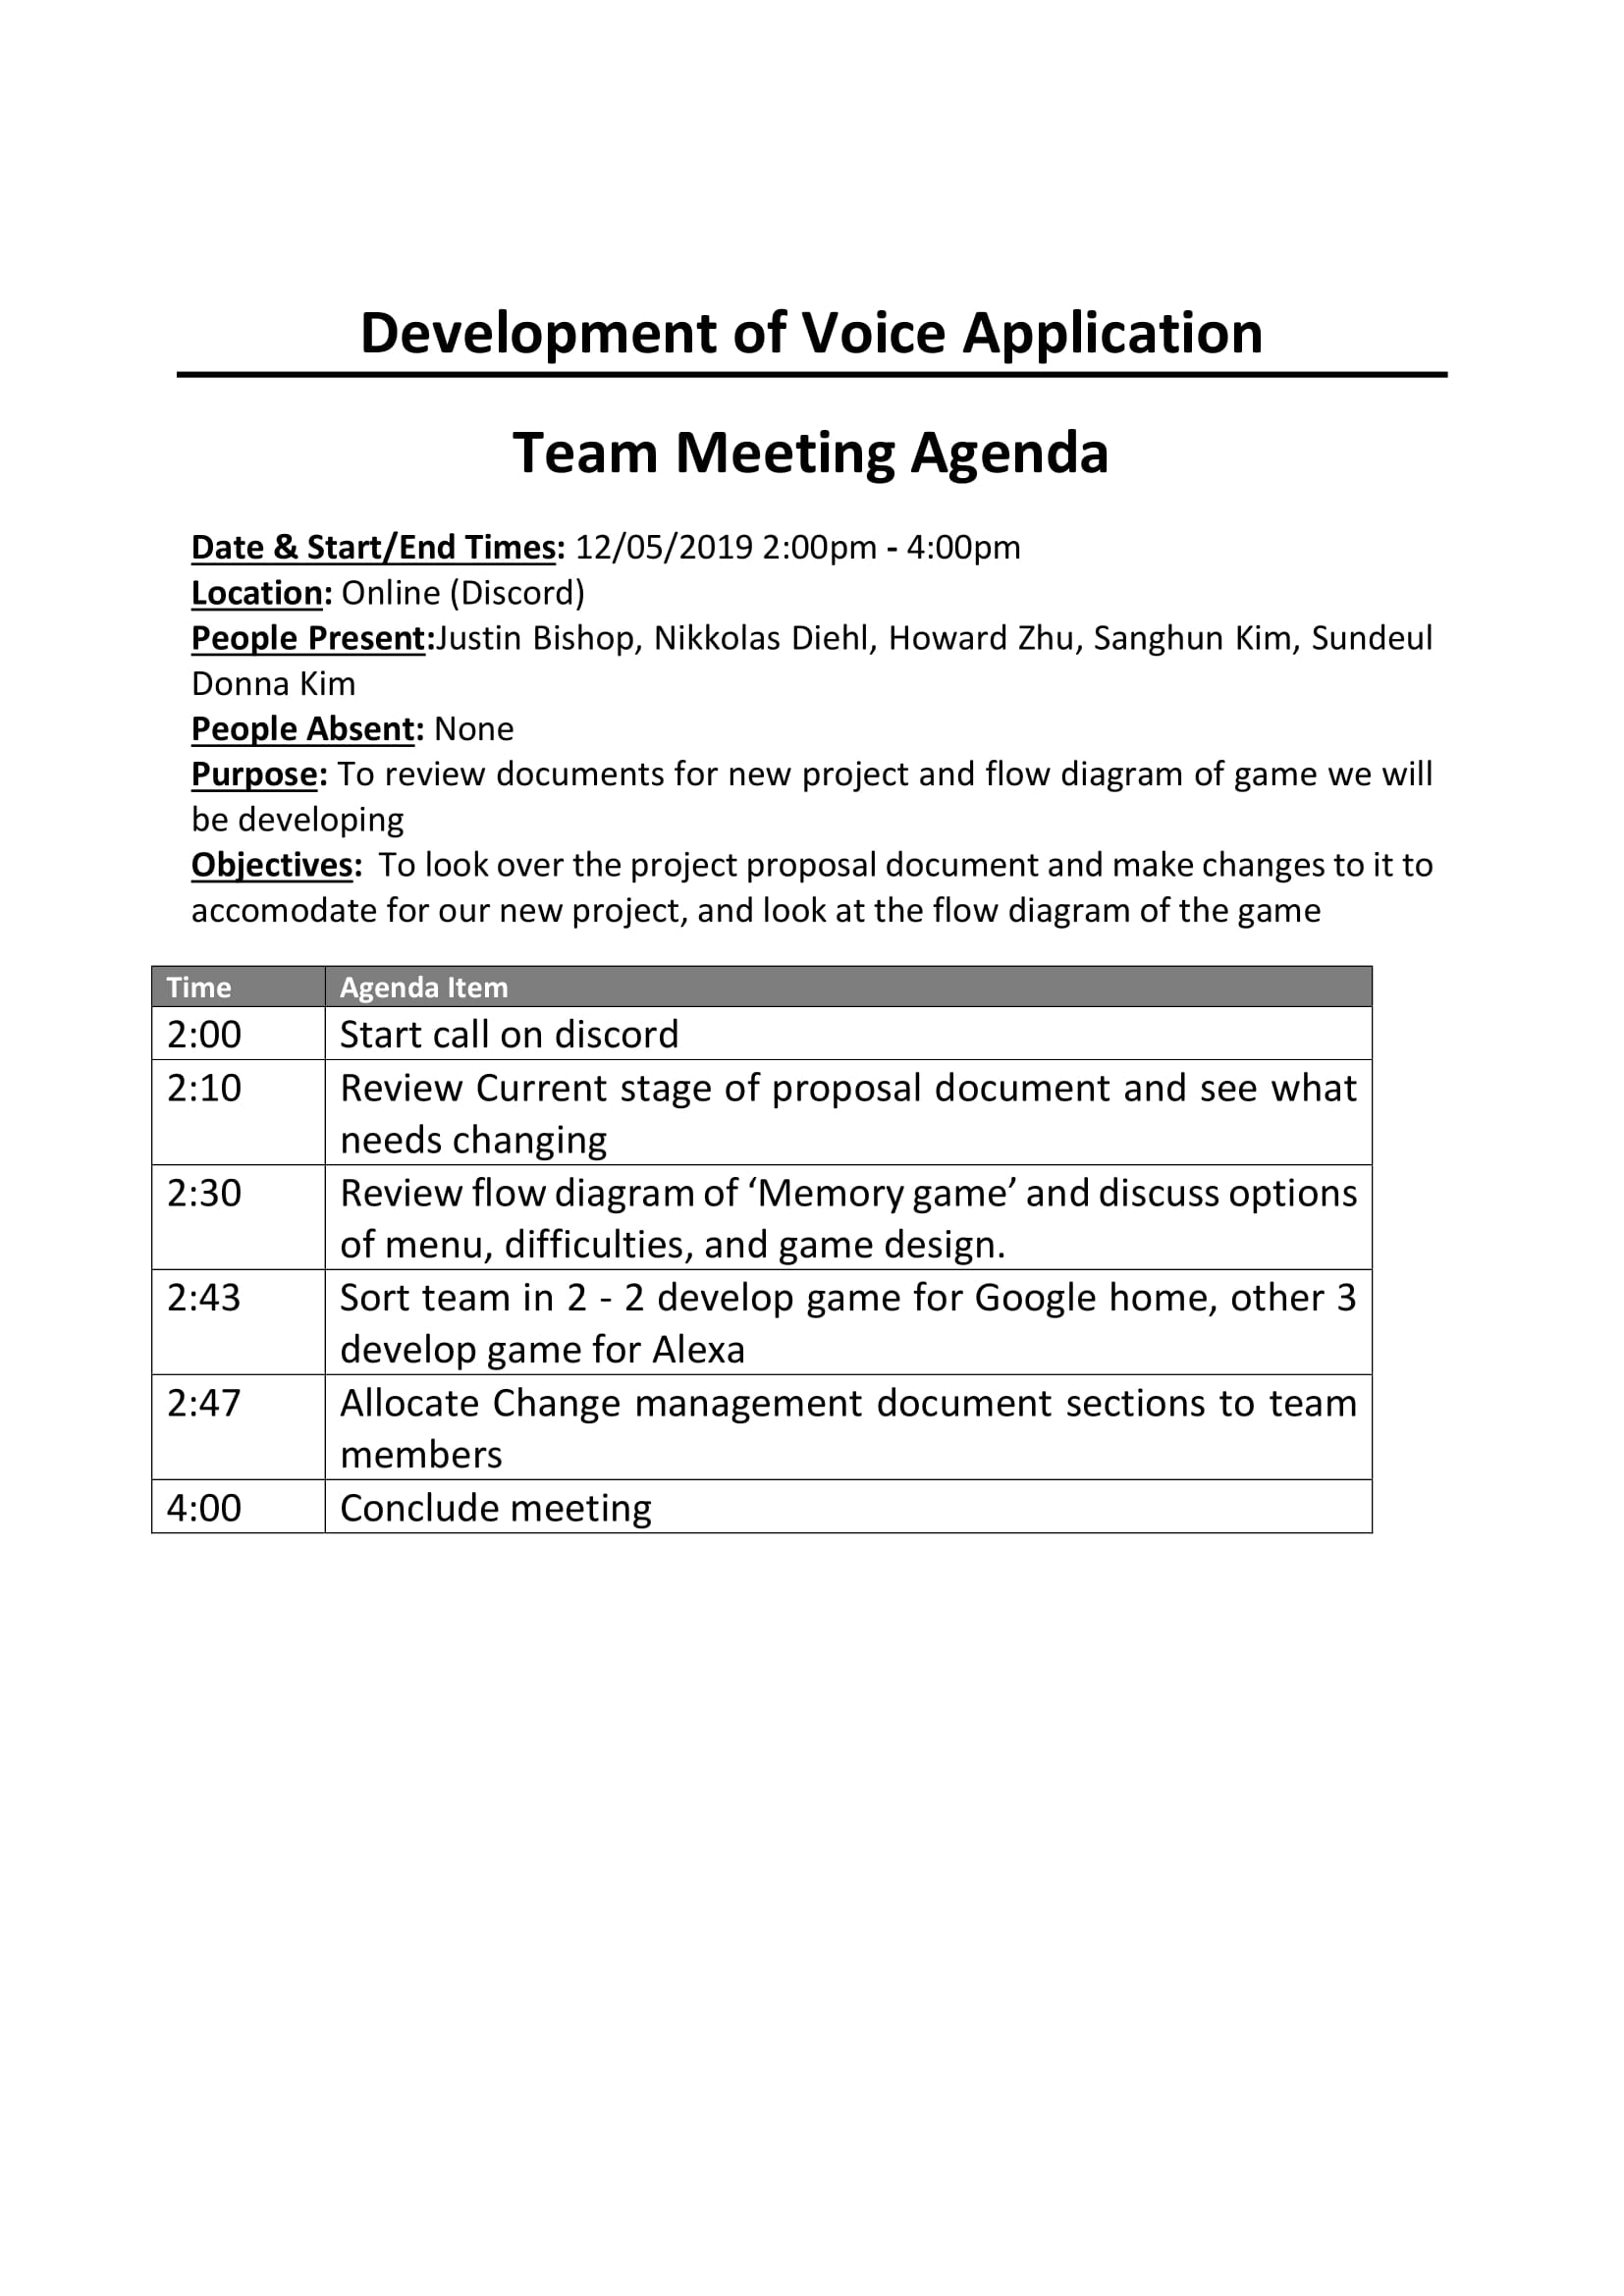 Development of Voice Application
Team Meeting Agenda
Date & Start/End Times: 12/05/2019 2:00pm - 4:00pm
Location: Online (Discord)
People Present:Justin Bishop, Nikkolas Diehl, Howard Zhu, Sanghun Kim, Sundeul
Donna Kim
People Absent: None
Purpose: To review documents for new project and flow diagram of game we will
be developing
Objectives:  To look over the project proposal document and make changes to it to
accomodate for our new project, and look at the flow diagram of the game
Time Agenda Item
2:00 Start call on discord
2:10 Review Current stage of proposal document and see what
needs changing
2:30 Review flow diagram of ‘Memory game’ and discuss options
of menu, difficulties, and game design.
2:43 Sort team in 2 - 2 develop game for Google home, other 3
develop game for Alexa
2:47 Allocate Change management document sections to team
members
4:00 Conclude meeting